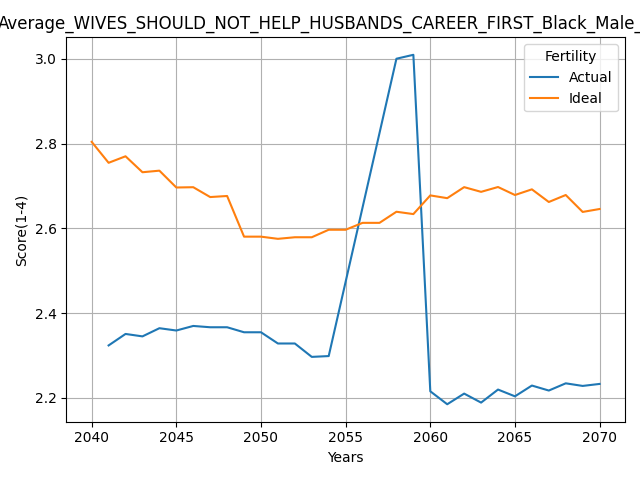 Average_WIVES_SHOULD_NOT_HELP_HUSBANDS_CAREER_FIRST_Black_Male_
Fertility
Actual
Ideal
Score(1-4)
3.0
2.8
2.6
2.4
2.2
2040 2045 2050 2055 2060 2065 2070
Years